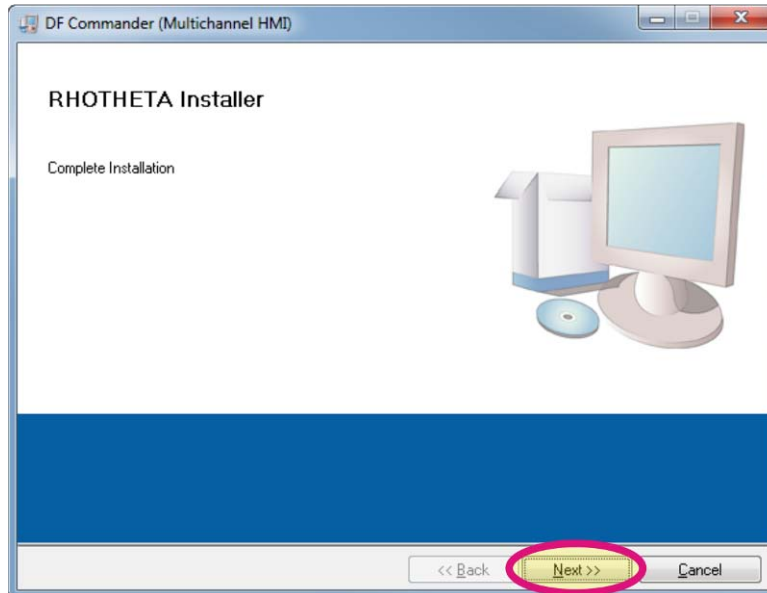 DF Commander (Multichannel HMI)
RHOTHETA Installer
Complete Installation
<< Back
Next >>
Cancel